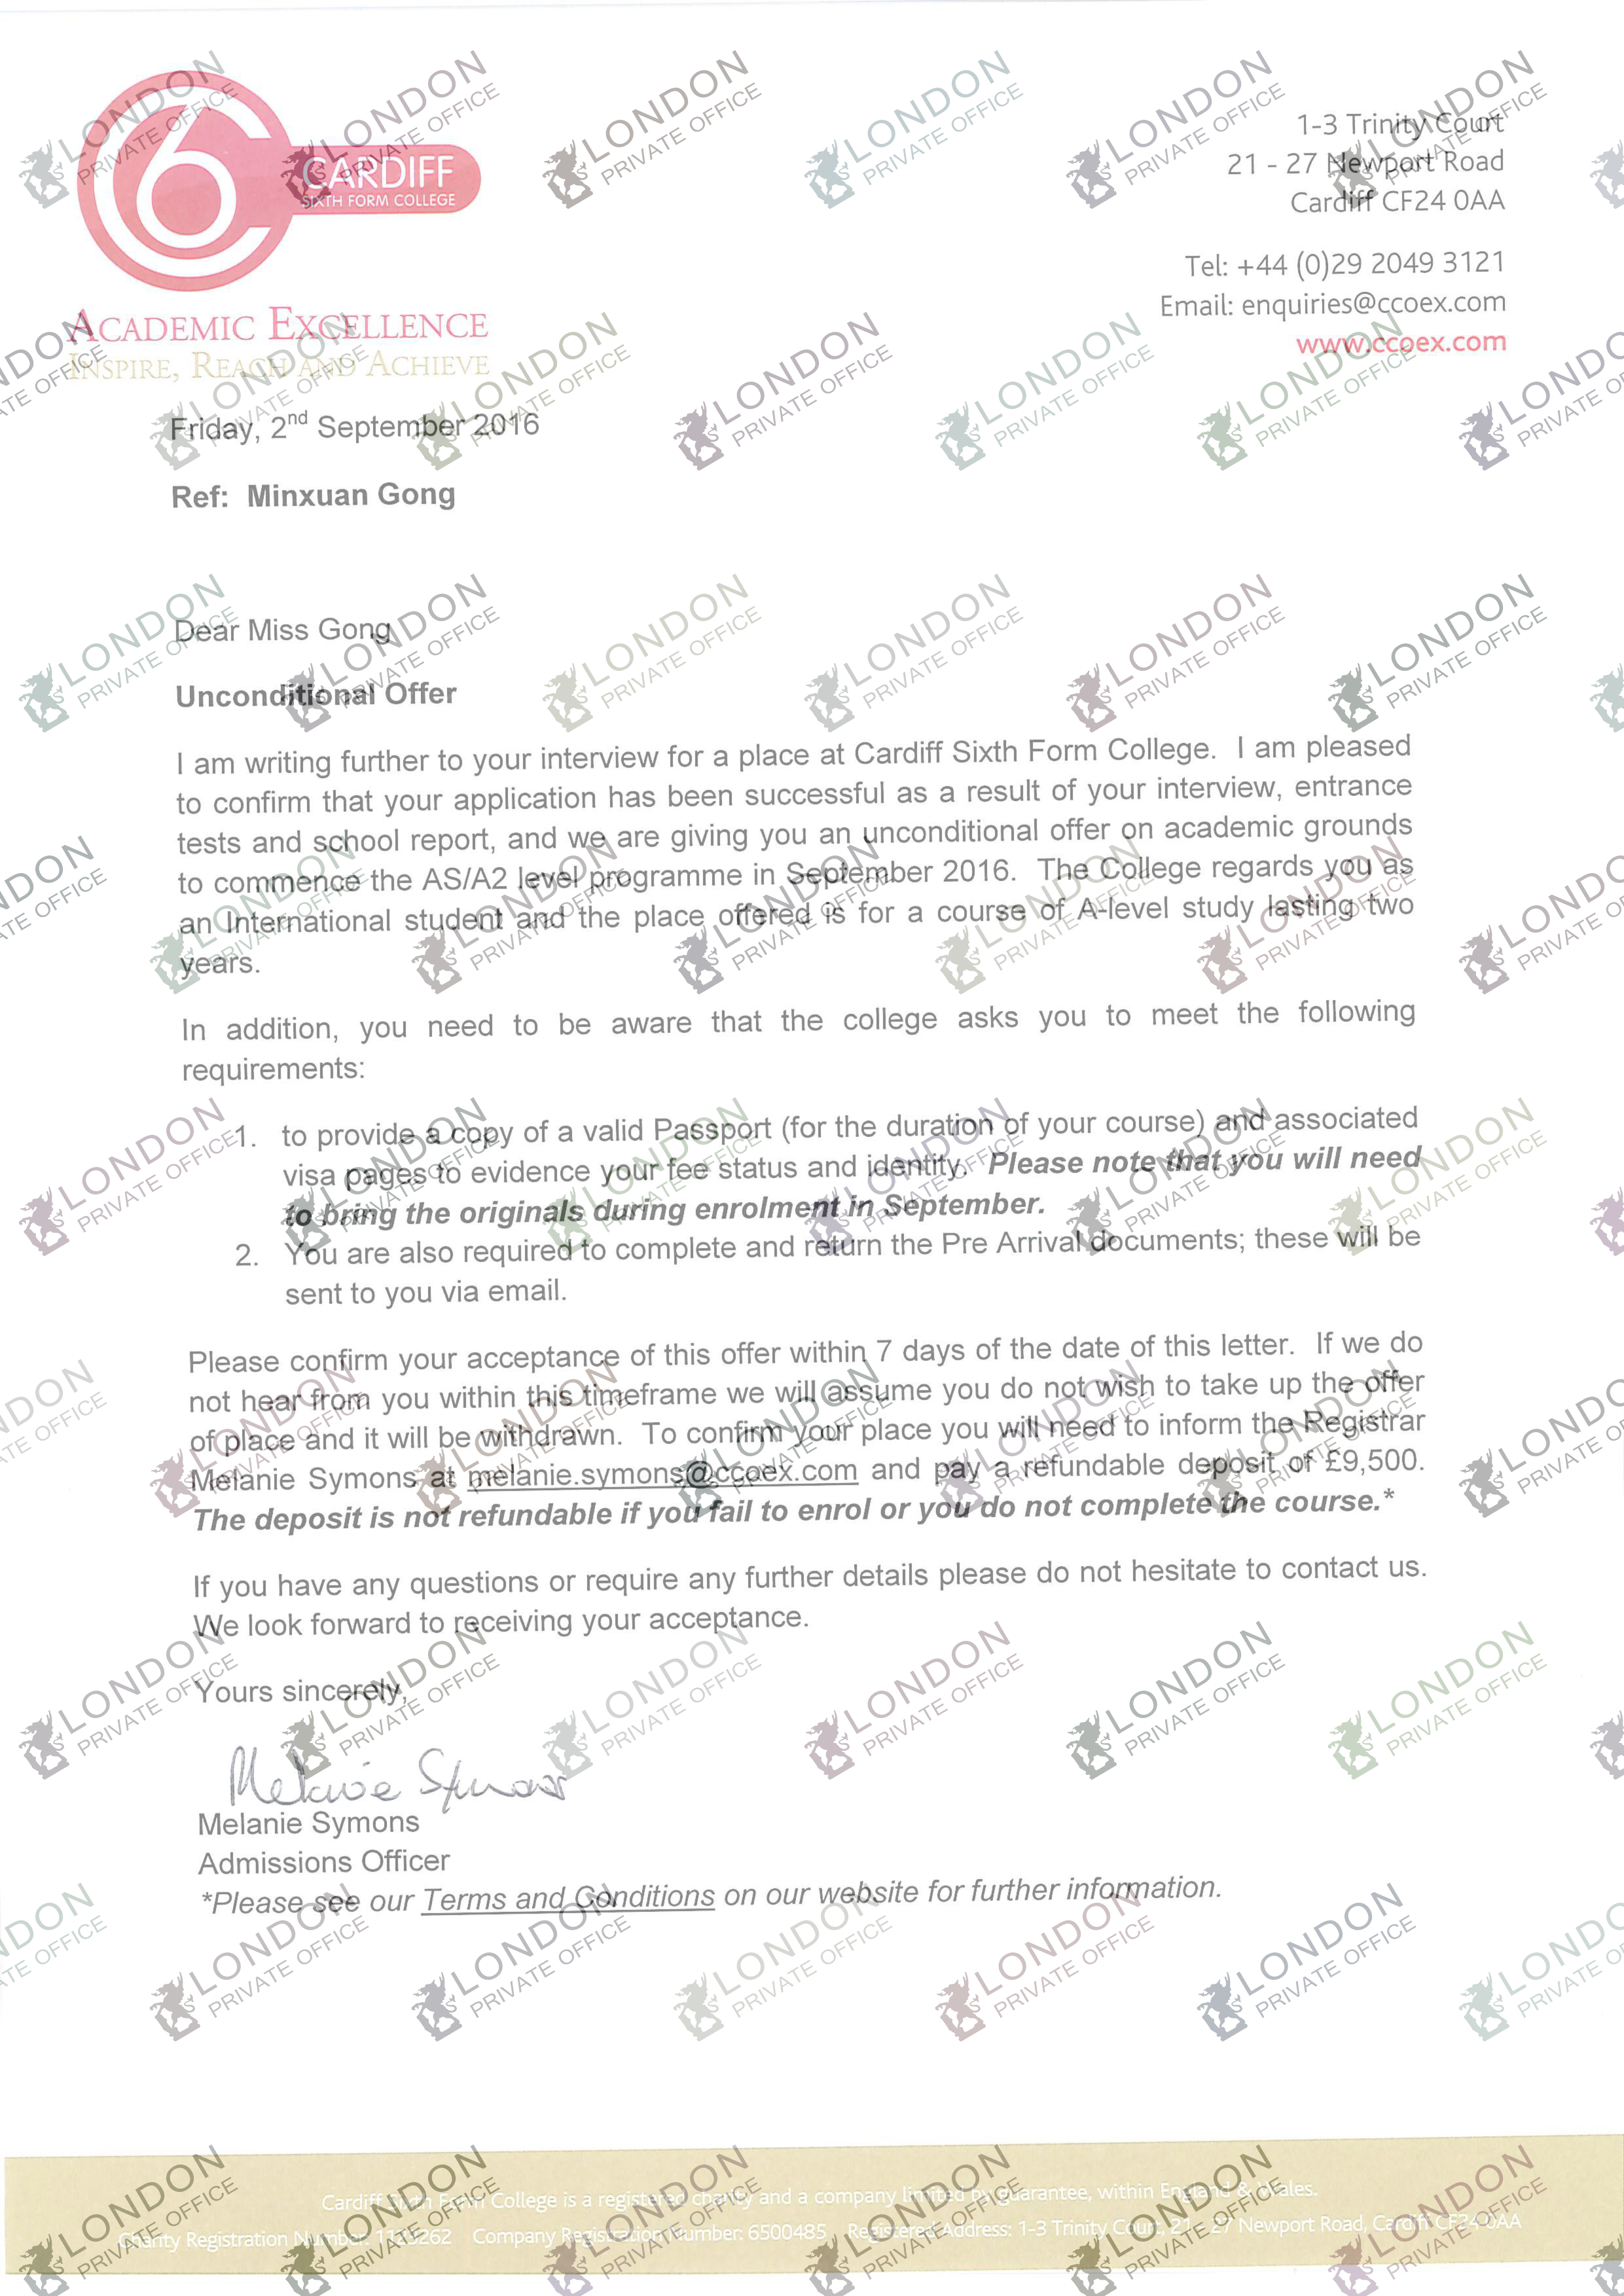 6
CARDIFF
SIXTH FORM COLLEGE
ACADEMIC EXCELLENCE
INSPIRE, REACH AND ACHIEVE
1-3 Trinity Court
21 - 27 Newport Road
Cardiff CF24 0AA
Tel: +44 (0)29 2049 3121
Email: enquiries@ccoex.com
www.ccoex.com
Friday, 2nd September 2016
Ref: Minxuan Gong
Dear Miss Gong
Unconditional Offer
I am writing further to your interview for a place at Cardiff Sixth Form College. I am pleased
to confirm that your application has been successful as a result of your interview, entrance
tests and school report, and we are giving you an unconditional offer on academic grounds
to commence the AS/A2 level programme in September 2016. The College regards you as
an International student and the place offered is for a course of A-level study lasting two
years.
In addition, you need to be aware that the college asks you to meet the following
requirements:
1. to provide a copy of a valid Passport (for the duration of your course) and associated
visa pages to evidence your fee status and identity. Please note that you will need
to bring the originals during enrolment in September.
2. You are also required to complete and return the Pre Arrival documents; these will be
sent to you via email.
Please confirm your acceptance of this offer within 7 days of the date of this letter. If we do
not hear from you within this timeframe we will assume you do not wish to take up the offer
of place and it will be withdrawn. To confirm your place you will need to inform the Registrar
Melanie Symons at melanie.symons@ccoex.com and pay a refundable deposit of £9,500.
The deposit is not refundable if you fail to enrol or you do not complete the course.*
If you have any questions or require any further details please do not hesitate to contact us.
We look forward to receiving your acceptance.
Yours sincerely,
Melanie Symons
Melanie Symons
Admissions Officer
*Please see our Terms and Conditions on our website for further information.
Cardiff Sixth Form College is a registered charity and a company limited by guarantee, within England & Wales.
Charity Registration Number: 1123262 Company Registration Number: 6500485 Registered Address: 1-3 Trinity Court, 21 - 27 Newport Road, Cardiff CF24 0AA
LONDON
PRIVATE OFFICE